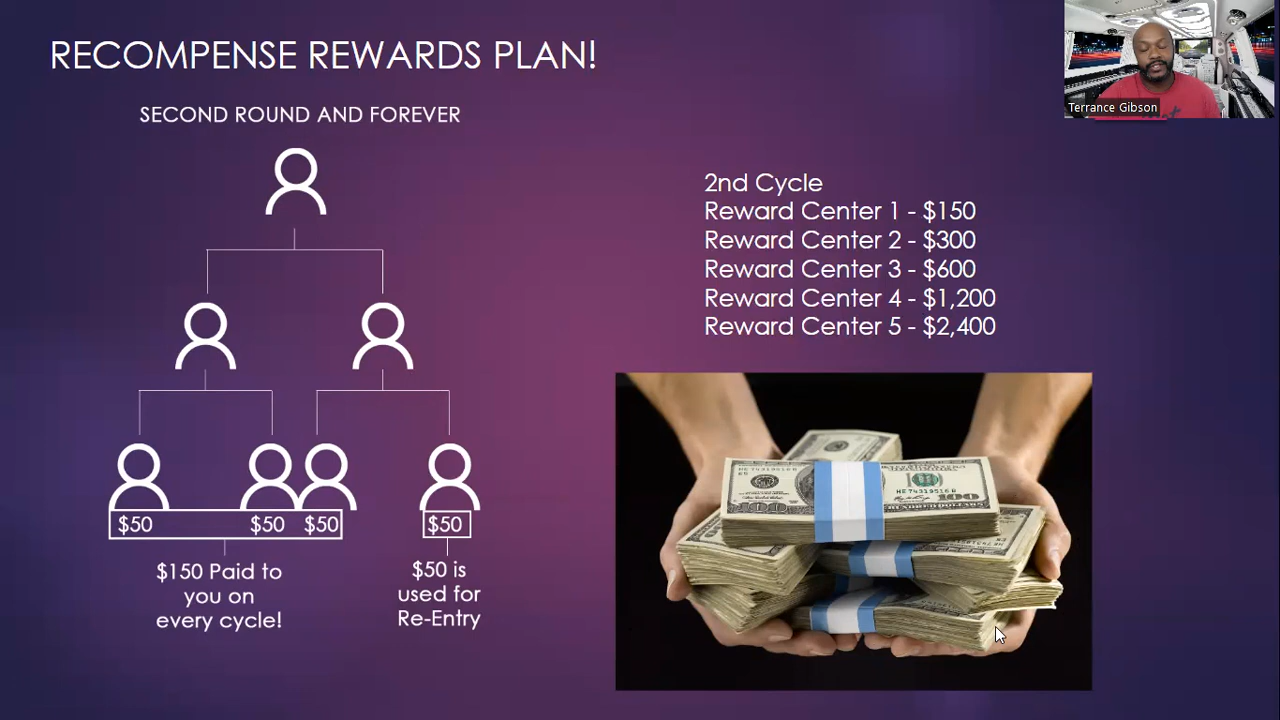 RECOMPENSE REWARDS PLAN!
SECOND ROUND AND FOREVER
$50 $50 $50 $50
$150 Paid to
you on
every cycle!
$50 is
used for
Re-Entry
2nd Cycle
Reward Center 1 - $150
Reward Center 2 - $300
Reward Center 3 - $600
Reward Center 4 - $1,200
Reward Center 5 - $2,400
HE74319516B
100
Terrance Gibson